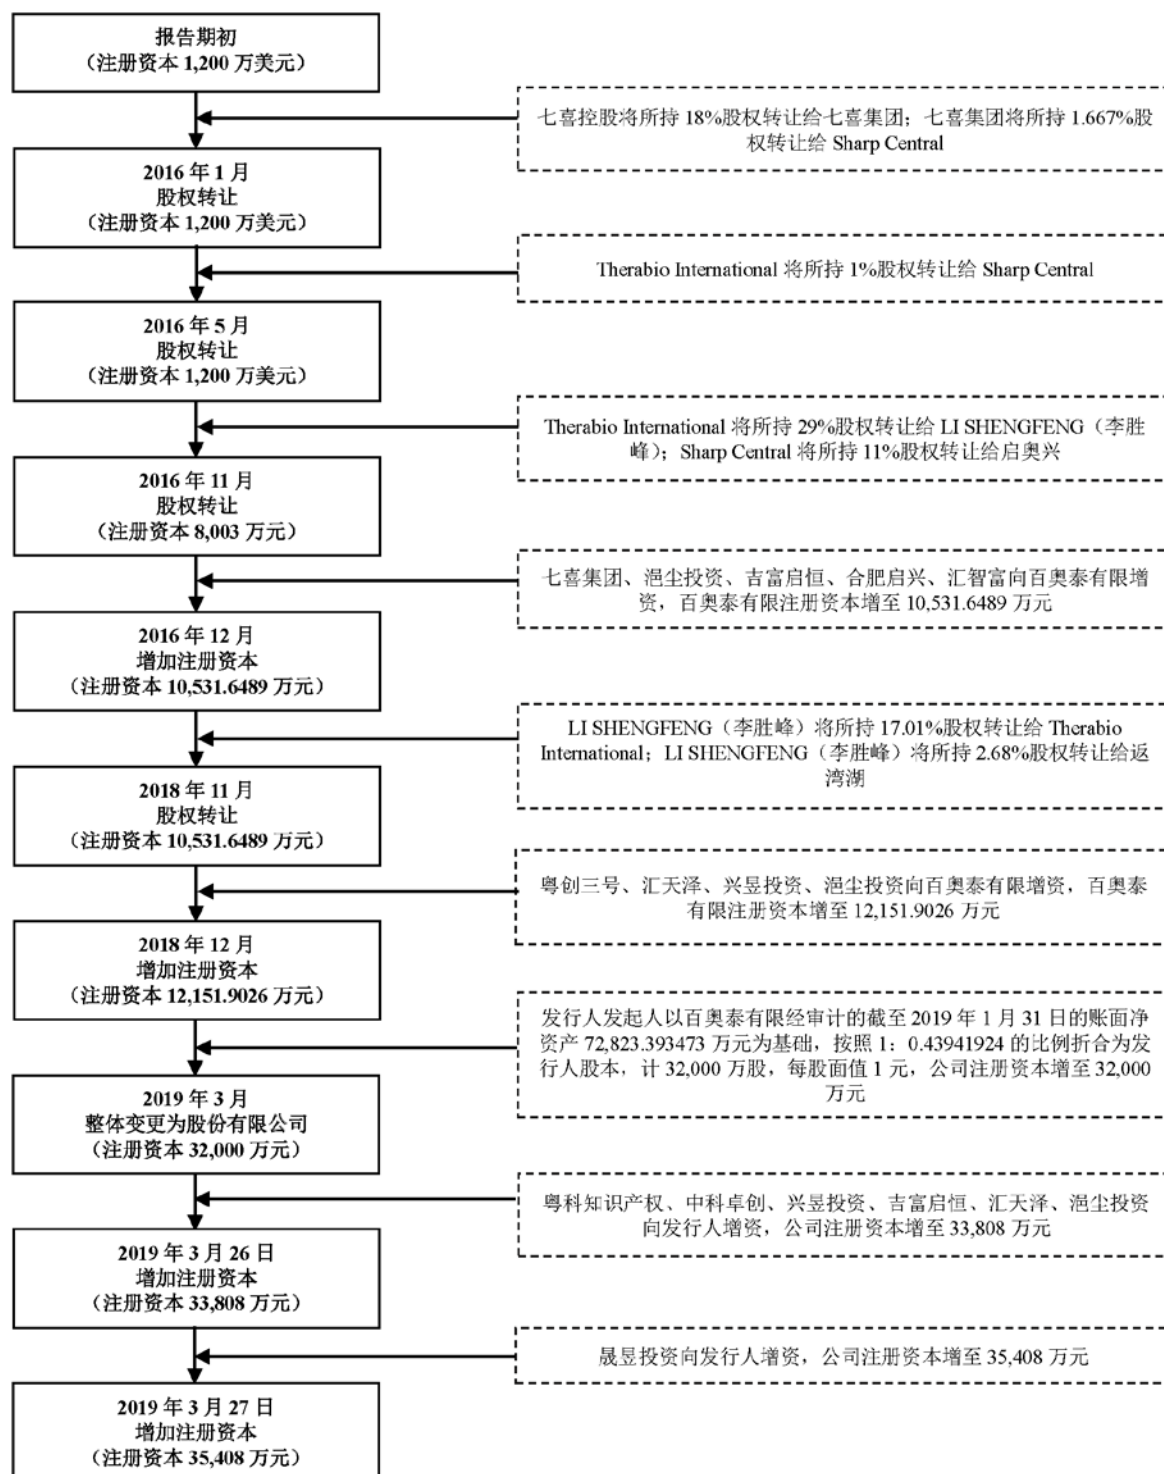 报告期初
（注册资本 1,200 万美元）
七喜控股将所持 18%股权转让给七喜集团；七喜集团将所持 1.667%股
权转让给 Sharp Central
2016 年 1 月
股权转让
（注册资本 1,200 万美元）
Therabio International 将所持 1%股权转让给 Sharp Central
2016 年 5 月
股权转让
（注册资本 1,200 万美元）
Therabio International 将所持 29%股权转让给 LI SHENGFENG（李胜
峰）；Sharp Central 将所持 11%股权转让给启奥兴
2016 年 11 月
股权转让
（注册资本 8,003 万元）
七喜集团、浥尘投资、吉富启恒、合肥启兴、汇智富向百奥泰有限增
资，百奥泰有限注册资本增至 10,531.6489 万元
2016 年 12 月
增加注册资本
（注册资本 10,531.6489 万元）
LI SHENGFENG（李胜峰）将所持 17.01%股权转让给 Therabio
International；LI SHENGFENG（李胜峰）将所持 2.68%股权转让给返
湾湖
2018 年 11 月
股权转让
（注册资本 10,531.6489 万元）
粤创三号、汇天泽、兴昱投资、浥尘投资向百奥泰有限增资，百奥泰
有限注册资本增至 12,151.9026 万元
2018 年 12 月
增加注册资本
（注册资本 12,151.9026 万元）
发行人发起人以百奥泰有限经审计的截至 2019 年 1 月 31 日的账面净
资产 72,823.393473 万元为基础，按照 1：0.43941924 的比例折合为发
行人股本，计 32,000 万股，每股面值 1 元，公司注册资本增至 32,000
万元
2019 年 3 月
整体变更为股份有限公司
（注册资本 32,000 万元）
粤科知识产权、中科卓创、兴昱投资、吉富启恒、汇天泽、浥尘投资
向发行人增资，公司注册资本增至 33,808 万元
2019 年 3 月 26 日
增加注册资本
（注册资本 33,808 万元）
晟昱投资向发行人增资，公司注册资本增至 35,408 万元
2019 年 3 月 27 日
增加注册资本
（注册资本 35,408 万元）